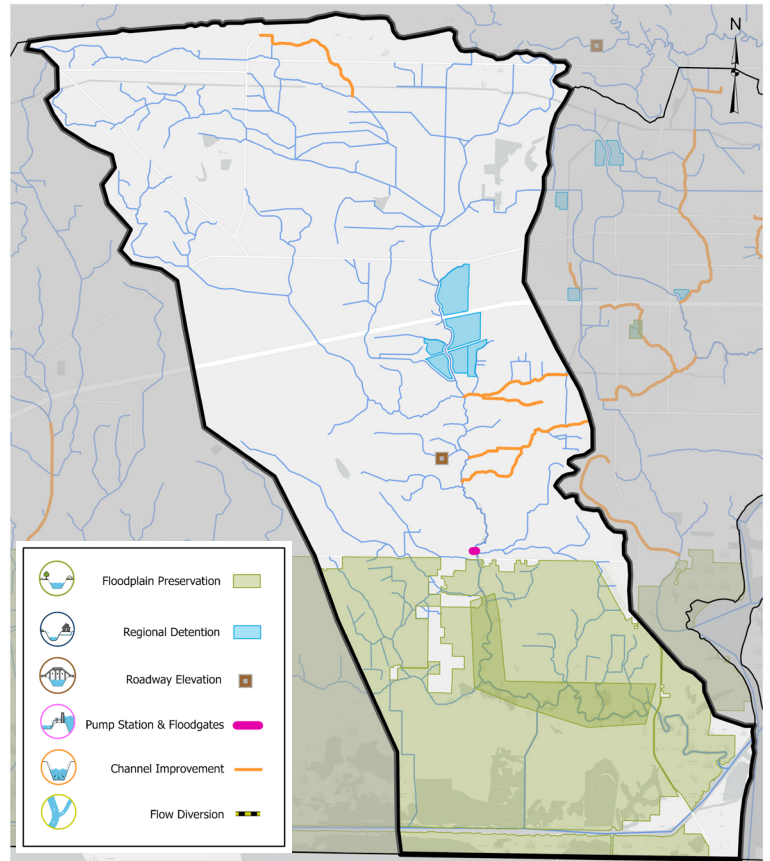 N
Floodplain Preservation
Regional Detention
Roadway Elevation
Pump Station & Floodgates
Channel Improvement
Flow Diversion